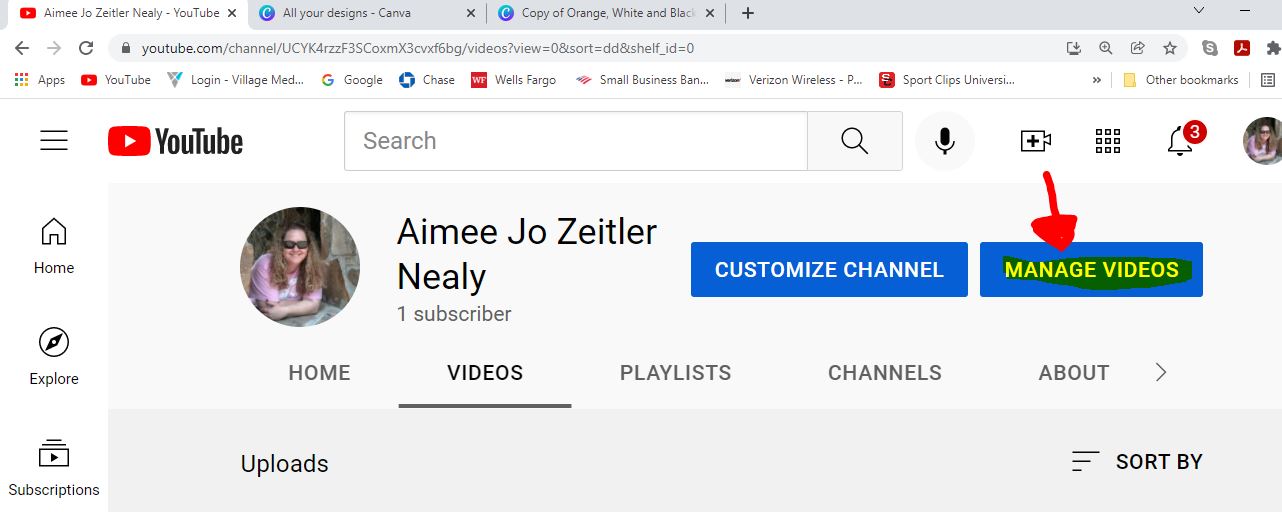 Aimee Jo Zeitler Nealy - YouTube
All your designs - Canva
Copy of Orange, White and Black
youtube.com/channel/UCYK4rzzF3SCoxmX3cvxf6bg/videos?view=0&sort=dd&shelf_id=0
Apps
YouTube
Login - Village Med...
Google
Chase
WF
Wells Fargo
Small Business Ban...
verizon
Verizon Wireless - P...
Sport Clips Universi...
»
Other bookmarks
YouTube
Search
3
Home
Explore
Subscriptions
Aimee Jo Zeitler
Nealy
1 subscriber
CUSTOMIZE CHANNEL
MANAGE VIDEOS
HOME
VIDEOS
PLAYLISTS
CHANNELS
ABOUT
Uploads
SORT BY